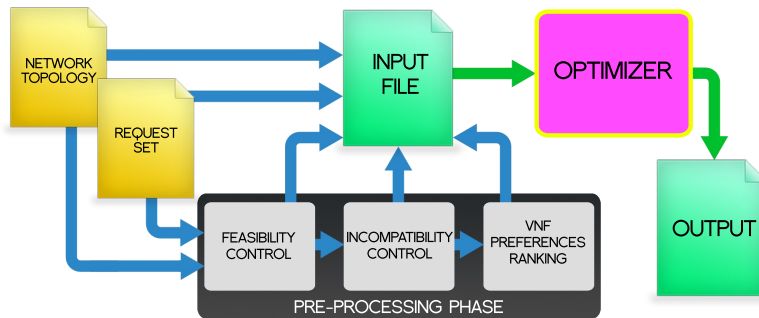 NETWORK
TOPOLOGY
REQUEST
SET
INPUT
FILE
OPTIMIZER
OUTPUT
FEASIBILITY
CONTROL
INCOMPATIBILITY
CONTROL
VNF
PREFERENCES
RANKING
PRE-PROCESSING PHASE